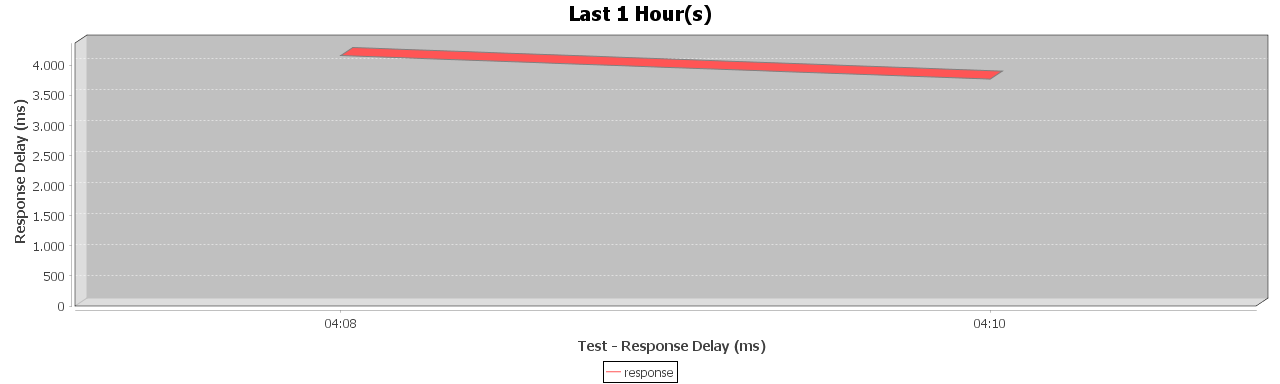 Last 1 Hour(s)
Response Delay (ms)
4.000
3.500
3.000
2.500
2.000
1.500
1.000
500
0
04:08
04:10
Test - Response Delay (ms)
response